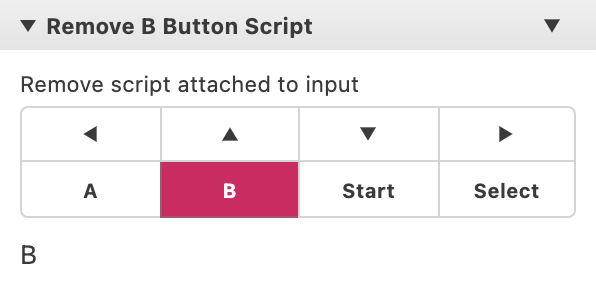 Remove B Button Script
Remove script attached to input
A B Start Select
B